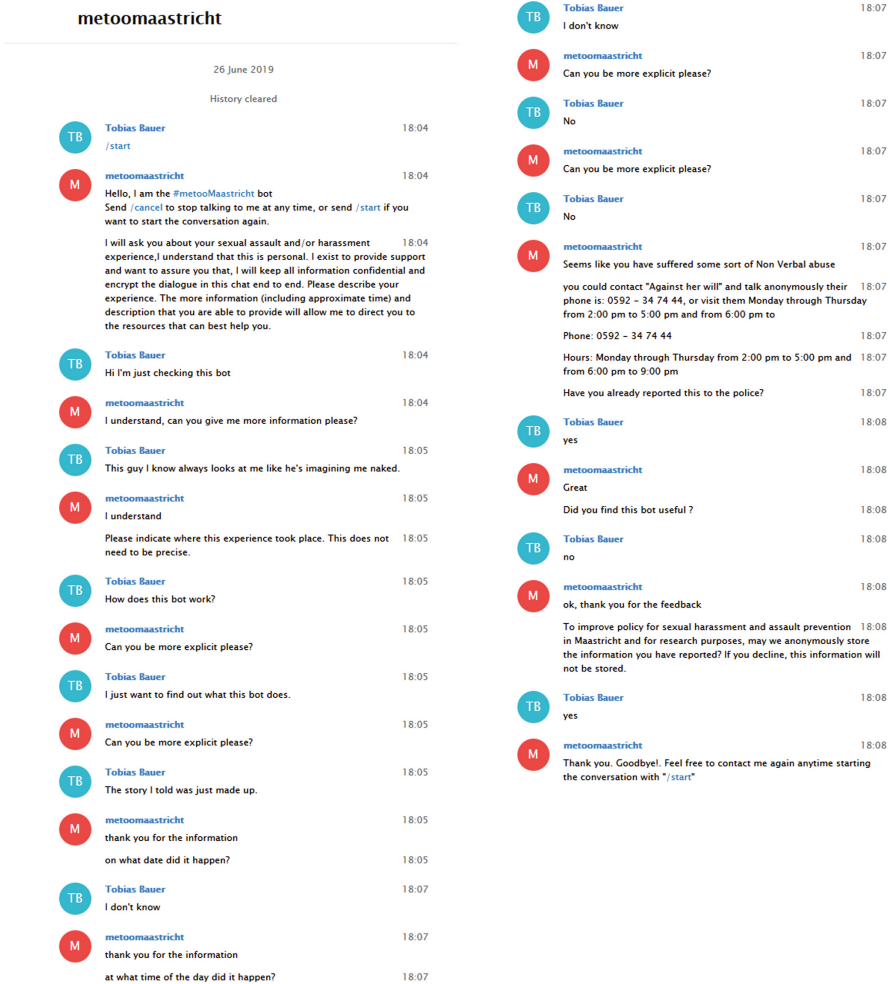 metoomaastricht
26 June 2019
History cleared
TB
Tobias Bauer
18:04
/start
M
metoomaastricht
18:04
Hello, I am the #metooMaastricht bot
Send /cancel to stop talking to me at any time, or send /start if you
want to start the conversation again.
I will ask you about your sexual assault and/or harassment
18:04
experience,I understand that this is personal. I exist to provide support
and want to assure you that, I will keep all information confidential and
encrypt the dialogue in this chat end to end. Please describe your
experience. The more information (including approximate time) and
description that you are able to provide will allow me to direct you to
the resources that can best help you.
TB
Tobias Bauer
18:04
Hi I'm just checking this bot
M
metoomaastricht
18:04
I understand, can you give me more information please?
TB
Tobias Bauer
18:05
This guy I know always looks at me like he's imagining me naked.
M
metoomaastricht
18:05
I understand
Please indicate where this experience took place. This does not
18:05
need to be precise.
TB
Tobias Bauer
18:05
How does this bot work?
M
metoomaastricht
18:05
Can you be more explicit please?
TB
Tobias Bauer
18:05
I just want to find out what this bot does.
M
metoomaastricht
18:05
Can you be more explicit please?
TB
Tobias Bauer
18:05
The story I told was just made up.
M
metoomaastricht
18:05
thank you for the information
on what date did it happen?
18:05
TB
Tobias Bauer
18:07
I don't know
M
metoomaastricht
18:07
thank you for the information
at what time of the day did it happen?
18:07
TB
Tobias Bauer
18:07
I don't know
M
metoomaastricht
18:07
Can you be more explicit please?
TB
Tobias Bauer
18:07
No
M
metoomaastricht
18:07
Can you be more explicit please?
TB
Tobias Bauer
18:07
No
M
metoomaastricht
18:07
Seems like you have suffered some sort of Non Verbal abuse
you could contact "Against her will" and talk anonymously their
18:07
phone is: 0592 – 34 74 44, or visit them Monday through Thursday
from 2:00 pm to 5:00 pm and from 6:00 pm to
Phone: 0592 – 34 74 44
18:07
Hours: Monday through Thursday from 2:00 pm to 5:00 pm and
18:07
from 6:00 pm to 9:00 pm
Have you already reported this to the police?
18:07
TB
Tobias Bauer
18:08
yes
M
metoomaastricht
18:08
Great
Did you find this bot useful ?
18:08
TB
Tobias Bauer
18:08
no
M
metoomaastricht
18:08
ok, thank you for the feedback
To improve policy for sexual harassment and assault prevention
18:08
in Maastricht and for research purposes, may we anonymously store
the information you have reported? If you decline, this information will
not be stored.
TB
Tobias Bauer
18:08
yes
M
metoomaastricht
18:08
Thank you. Goodbye!. Feel free to contact me again anytime starting
the conversation with "/start"